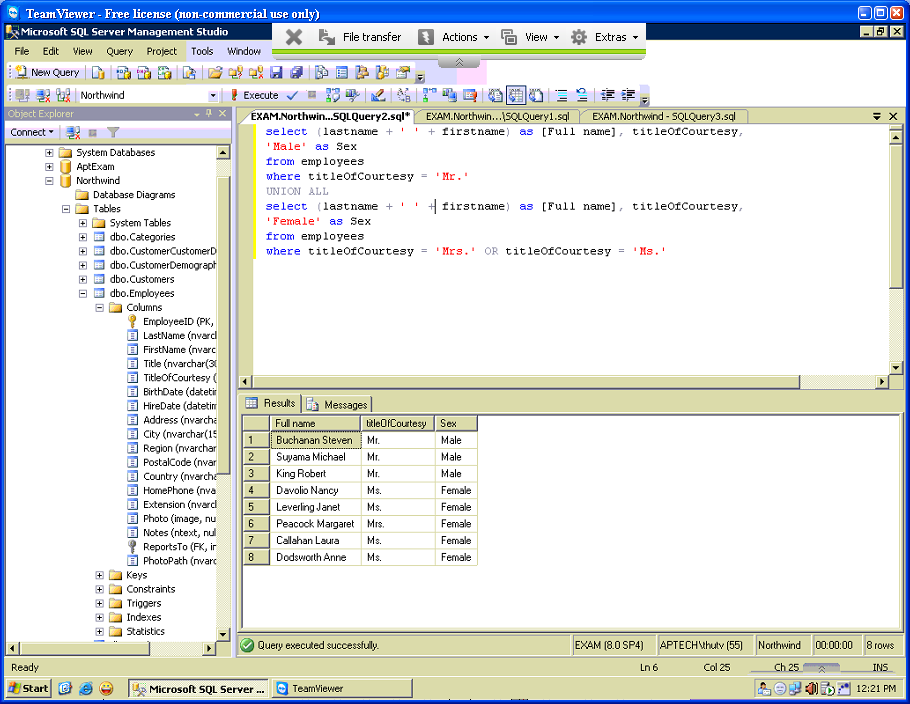 TeamViewer - Free license (non-commercial use only)
Microsoft SQL Server Management Studio
File transfer Actions View Extras
File Edit View Query Project Tools Window
New Query
Northwind Execute
Object Explorer
Connect
System Databases
AptExam
Northwind
Database Diagrams
Tables
System Tables
dbo.Categories
dbo.CustomerCustomerD
dbo.CustomerDemograph
dbo.Customers
dbo.Employees
Columns
EmployeeID (PK,
LastName (nvarch
FirstName (nvarc
Title (nvarchar(30
TitleOfCourtesy (
BirthDate (datetim
HireDate (datetim
Address (nvarcha
City (nvarchar(15
Region (nvarchar
PostalCode (nvar
Country (nvarcha
HomePhone (nva
Extension (nvarcl
Photo (image, nu
Notes (ntext, nul
ReportsTo (FK, in
PhotoPath (nvarc
Keys
Constraints
Triggers
Indexes
Statistics
EXAM.Northwin...SQLQuery2.sql* EXAM.Northwin...\SQLQuery1.sql EXAM.Northwind - SQLQuery3.sql
select (lastname + ' ' + firstname) as [Full name], titleOfCourtesy,
'Male' as Sex
from employees
where titleOfCourtesy = 'Mr.'
UNION ALL
select (lastname + ' ' + firstname) as [Full name], titleOfCourtesy,
'Female' as Sex
from employees
where titleOfCourtesy = 'Mrs.' OR titleOfCourtesy = 'Ms.'
Results Messages
Full name titleOfCourtesy Sex
1 Buchanan Steven Mr. Male
2 Suyama Michael Mr. Male
3 King Robert Mr. Male
4 Davolio Nancy Ms. Female
5 Leverling Janet Ms. Female
6 Peacock Margaret Mrs. Female
7 Callahan Laura Ms. Female
8 Dodsworth Anne Ms. Female
Query executed successfully. EXAM (8.0 SP4) APTECH\thutv (55) Northwind 00:00:00 8 rows
Ready Ln 6 Col 25 Ch 25 INS
Start Microsoft SQL Server ... TeamViewer 12:21 PM